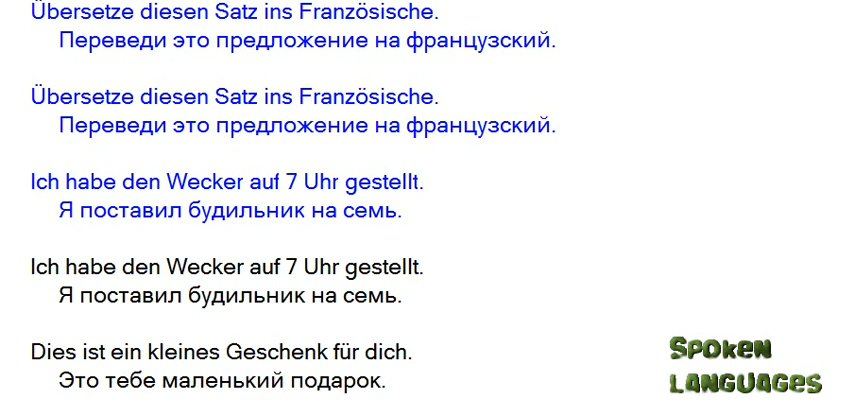 Übersetze diesen Satz ins Französische.
Переведи это предложение на французский.
Übersetze diesen Satz ins Französische.
Переведи это предложение на французский.
Ich habe den Wecker auf 7 Uhr gestellt.
Я поставил будильник на семь.
Ich habe den Wecker auf 7 Uhr gestellt.
Я поставил будильник на семь.
Dies ist ein kleines Geschenk für dich.
Это тебе маленький подарок.
Spoken
Languages